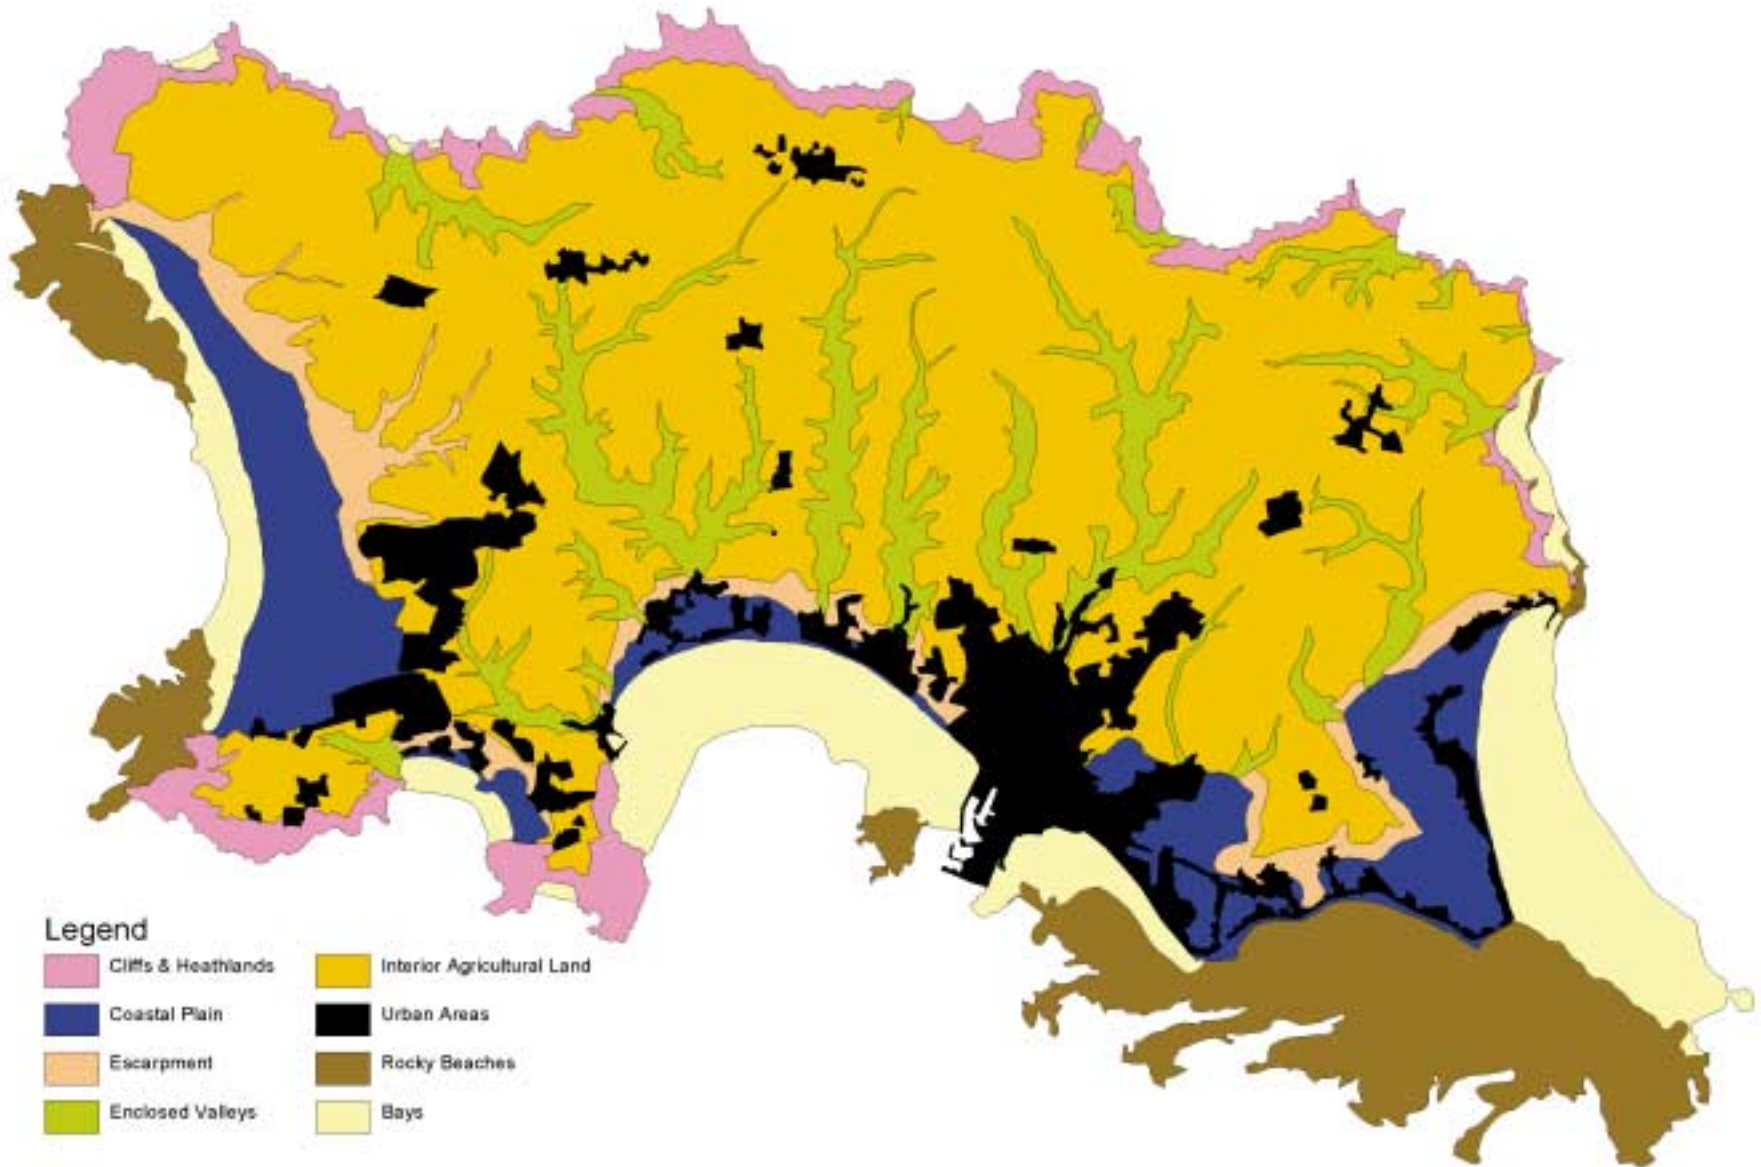 Legend
Cliffs & Heathlands
Coastal Plain
Escarpment
Enclosed Valleys
Interior Agricultural Land
Urban Areas
Rocky Beaches
Bays